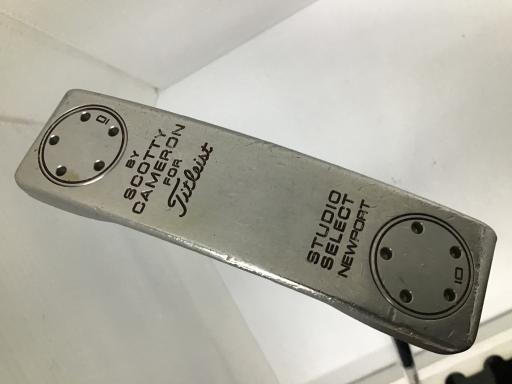 10
BY
SCOTTY
CAMERON
FOR
Titleist
STUDIO
SELECT
NEWPORT
10